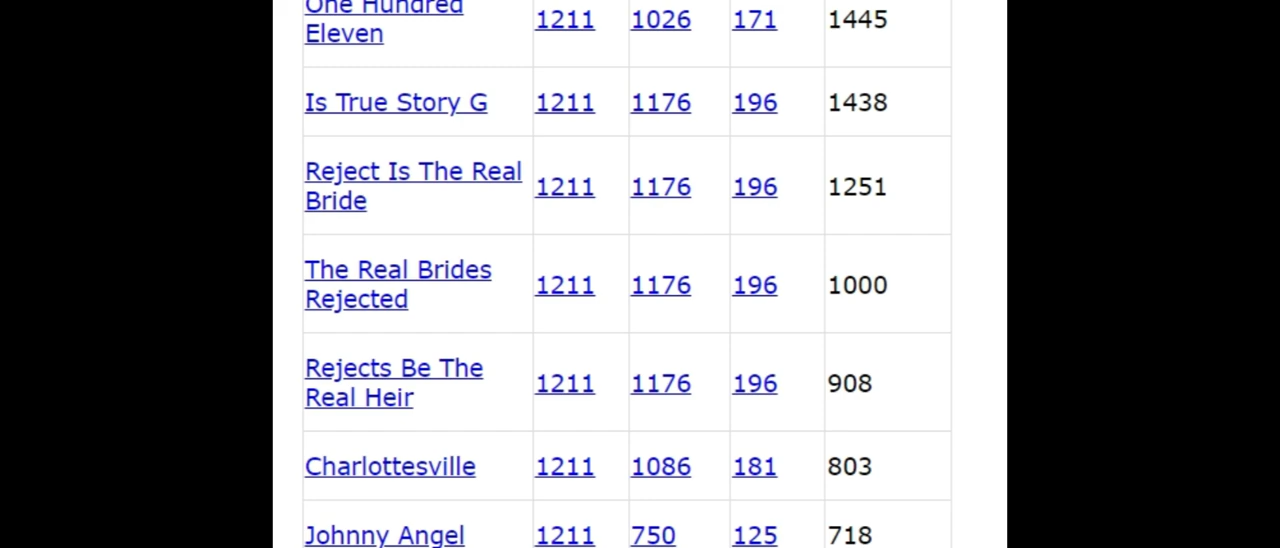 One Hundred
Eleven 1211 1026 171 1445
Is True Story G 1211 1176 196 1438
Reject Is The Real
Bride 1211 1176 196 1251
The Real Brides
Rejected 1211 1176 196 1000
Rejects Be The
Real Heir 1211 1176 196 908
Charlottesville 1211 1086 181 803
Johnny Angel 1211 750 125 718